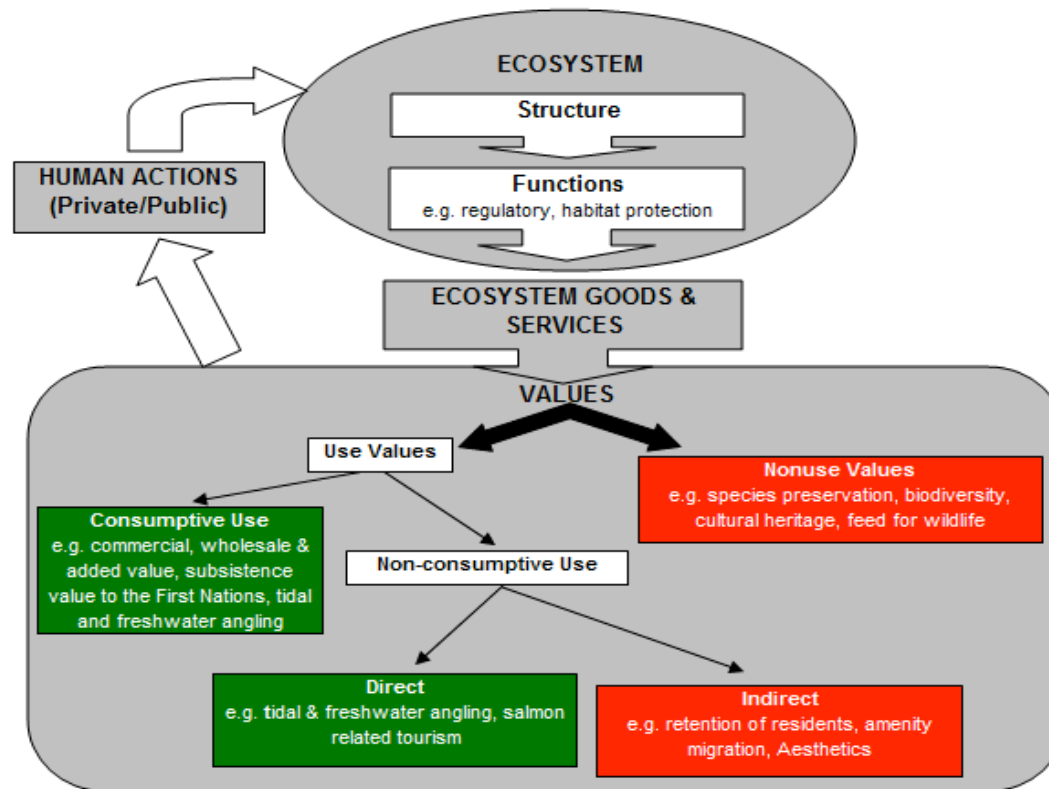 ECOSYSTEM
Structure
HUMAN ACTIONS
(Private/Public)
Functions
e.g. regulatory, habitat protection
ECOSYSTEM GOODS &
SERVICES
VALUES
Use Values
Nonuse Values
e.g. species preservation, biodiversity,
cultural heritage, feed for wildlife
Consumptive Use
e.g. commercial, wholesale &
added value, subsistence
value to the First Nations, tidal
and freshwater angling
Non-consumptive Use
Direct
e.g. tidal & freshwater angling, salmon
related tourism
Indirect
e.g. retention of residents, amenity
migration, Aesthetics